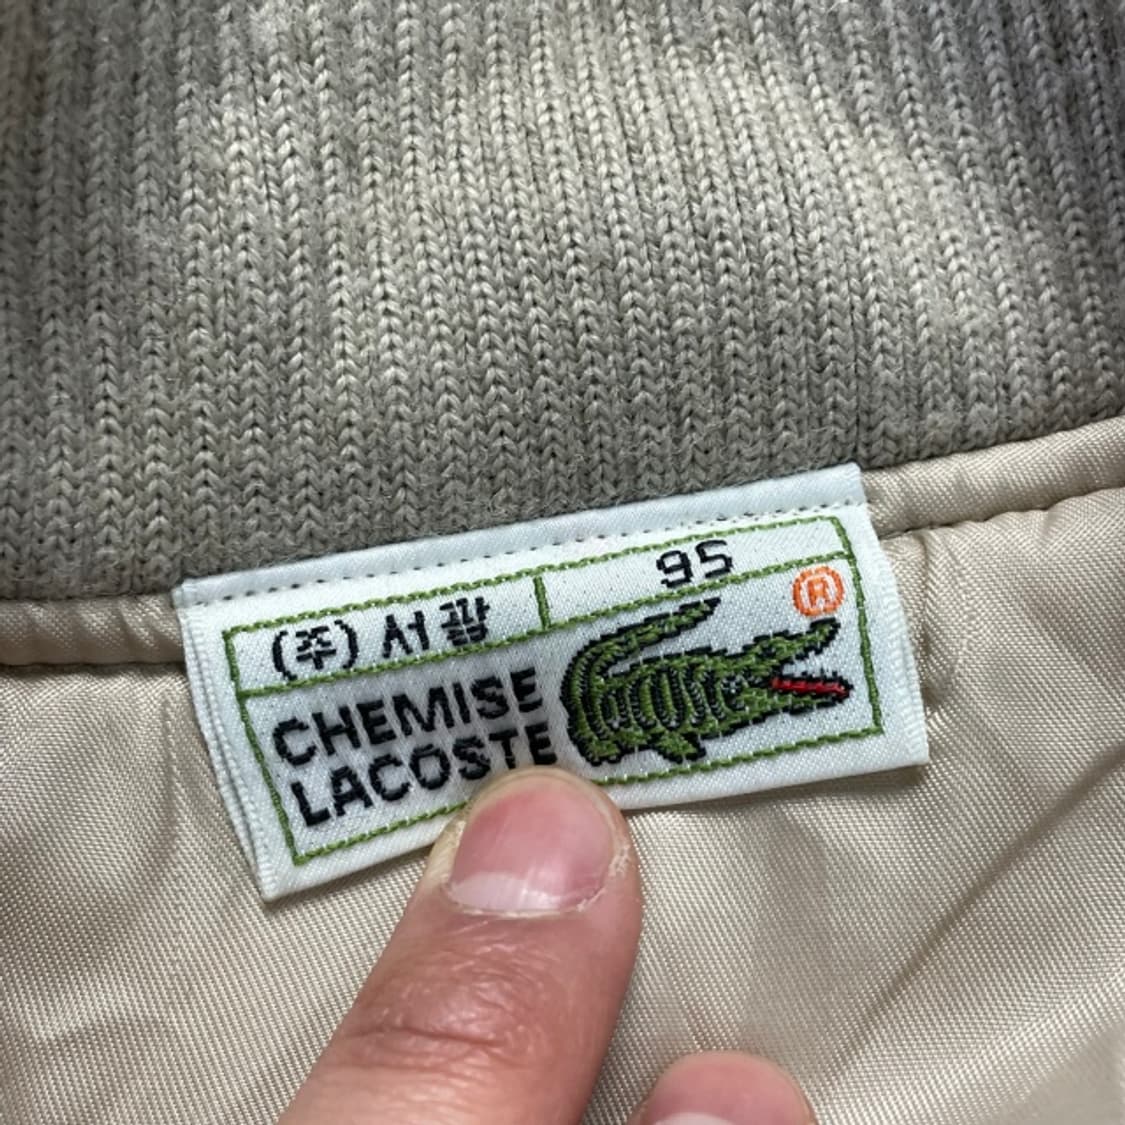 (주) 서광 95
®
CHEMISE
LACOSTE